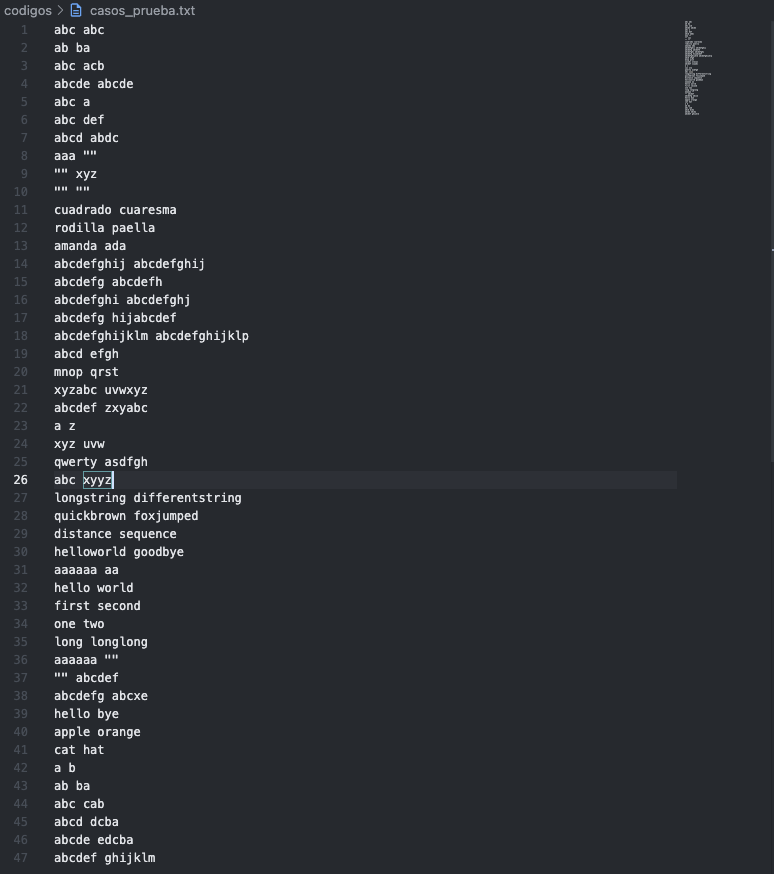 codigos > casos_prueba.txt
1 abc abc
2 ab ba
3 abc acb
4 abcde abcde
5 abc a
6 abc def
7 abcd abdc
8 aaa ""
9 "" xyz
10 "" ""
11 cuadrado cuaresma
12 rodilla paella
13 amanda ada
14 abcdefghij abcdefghij
15 abcdefg abcdefh
16 abcdefghi abcdefghj
17 abcdefg hijabcdef
18 abcdefghijklm abcdefghijklp
19 abcd efgh
20 mnop qrst
21 xyzabc uvwxyz
22 abcdef zxyabc
23 a z
24 xyz uvw
25 qwerty asdfgh
26 abc xyyz
27 longstring differentstring
28 quickbrown foxjumped
29 distance sequence
30 helloworld goodbye
31 aaaaaa aa
32 hello world
33 first second
34 one two
35 long longlong
36 aaaaaa ""
37 "" abcdef
38 abcdefg abcxe
39 hello bye
40 apple orange
41 cat hat
42 a b
43 ab ba
44 abc cab
45 abcd dcba
46 abcde edcba
47 abcdef ghijklm